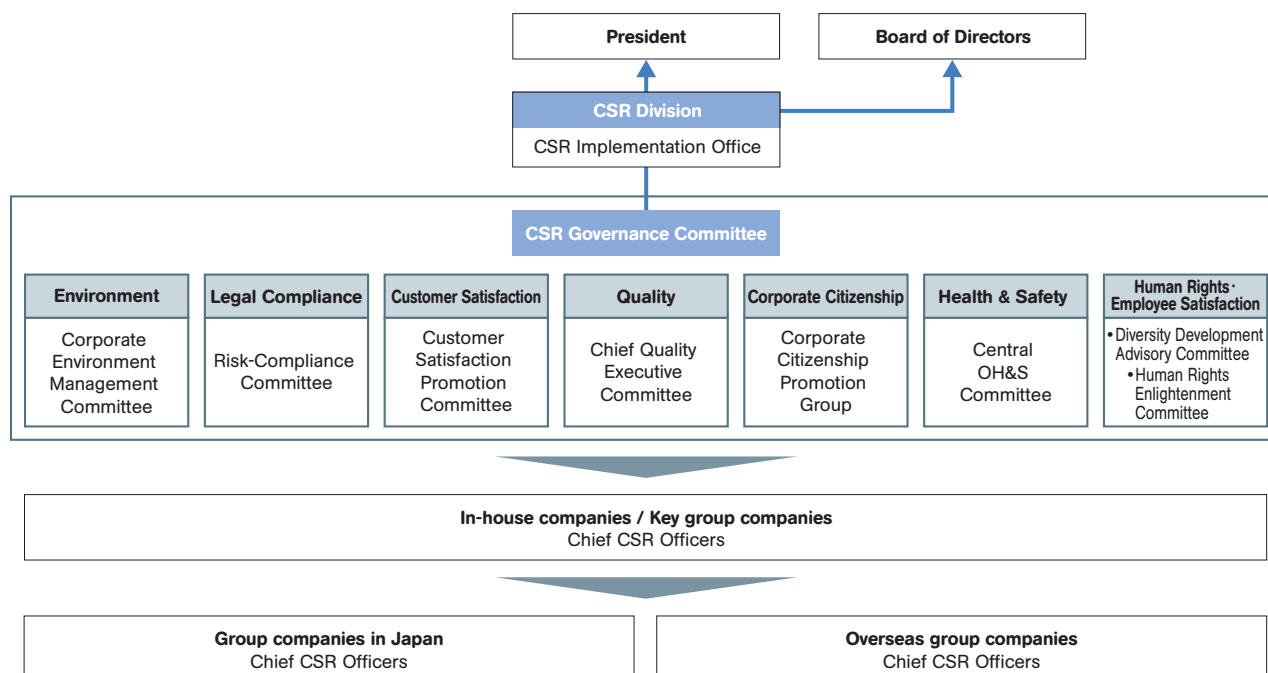 President
Board of Directors
CSR Division
CSR Implementation Office
CSR Governance Committee
Environment
Corporate
Environment
Management
Committee
Legal Compliance
Risk-Compliance
Committee
Customer Satisfaction
Customer
Satisfaction
Promotion
Committee
Quality
Chief Quality
Executive
Committee
Corporate Citizenship
Corporate
Citizenship
Promotion
Group
Health & Safety
Central
OH&S
Committee
Human Rights·
Employee Satisfaction
•Diversity Development
Advisory Committee
•Human Rights
Enlightenment
Committee
In-house companies / Key group companies
Chief CSR Officers
Group companies in Japan
Chief CSR Officers
Overseas group companies
Chief CSR Officers